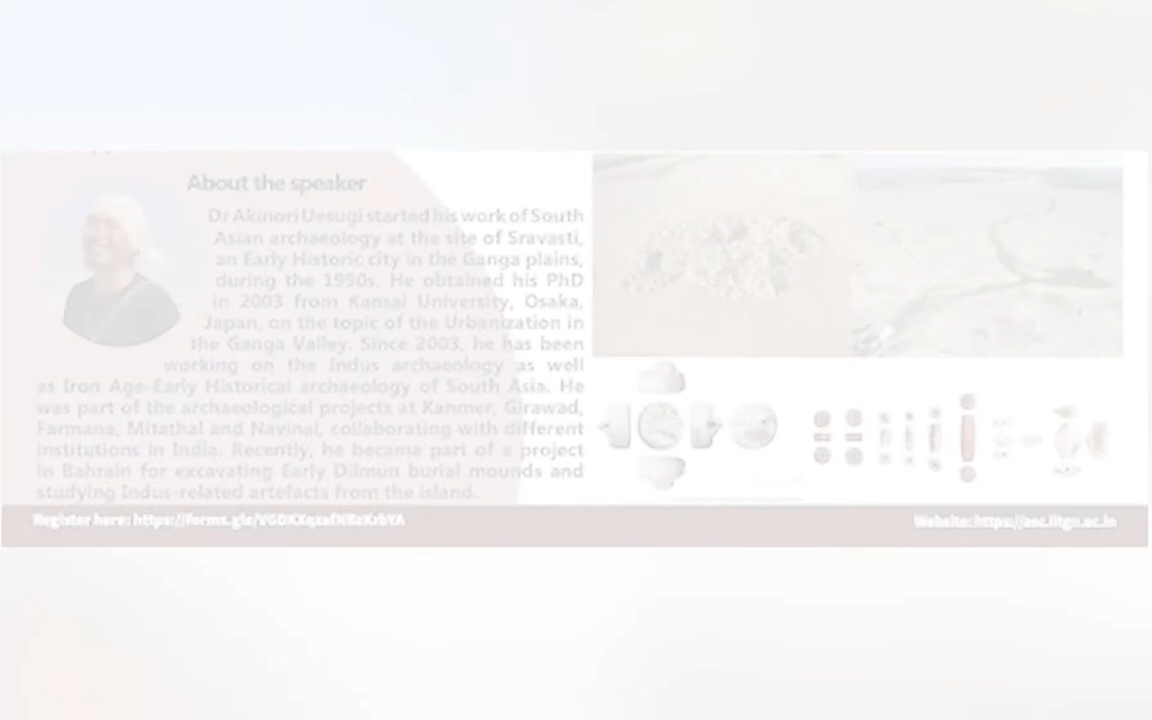 About the speaker
Dr Akinori Uesugi started his work of South
Asian archaeology at the site of Sravasti,
an Early Historic city in the Ganga plains,
during the 1990s. He obtained his PhD
in 2003 from Kansai University, Osaka,
Japan, on the topic of the Urbanization in
the Ganga Valley. Since 2003, he has been
working on the Indus archaeology as well
as Iron Age-Early Historical archaeology of South Asia. He
was part of the archaeological projects at Kanmer, Girawad,
Farmana, Mitathal and Navinal, collaborating with different
institutions in India. Recently, he became part of a project
in Bahrain for excavating Early Dilmun burial mounds and
studying Indus-related artefacts from the island.
Register here:
Website: https://asc.iitgn.ac.in